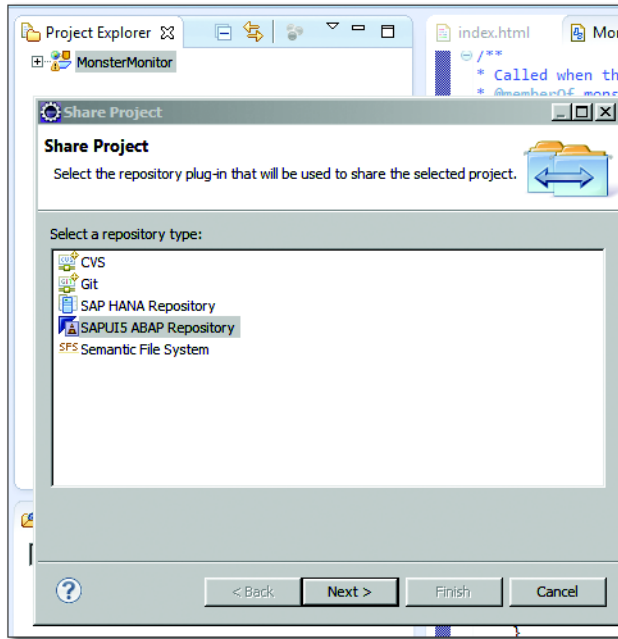 Project Explorer
index.html
Mon
MonsterMonitor
/**
* Called when th
* @memberOf mons
Share Project
Share Project
Select the repository plug-in that will be used to share the selected project.
Select a repository type:
CVS
Git
SAP HANA Repository
SAPUI5 ABAP Repository
SFS Semantic File System
? < Back Next > Finish Cancel
}